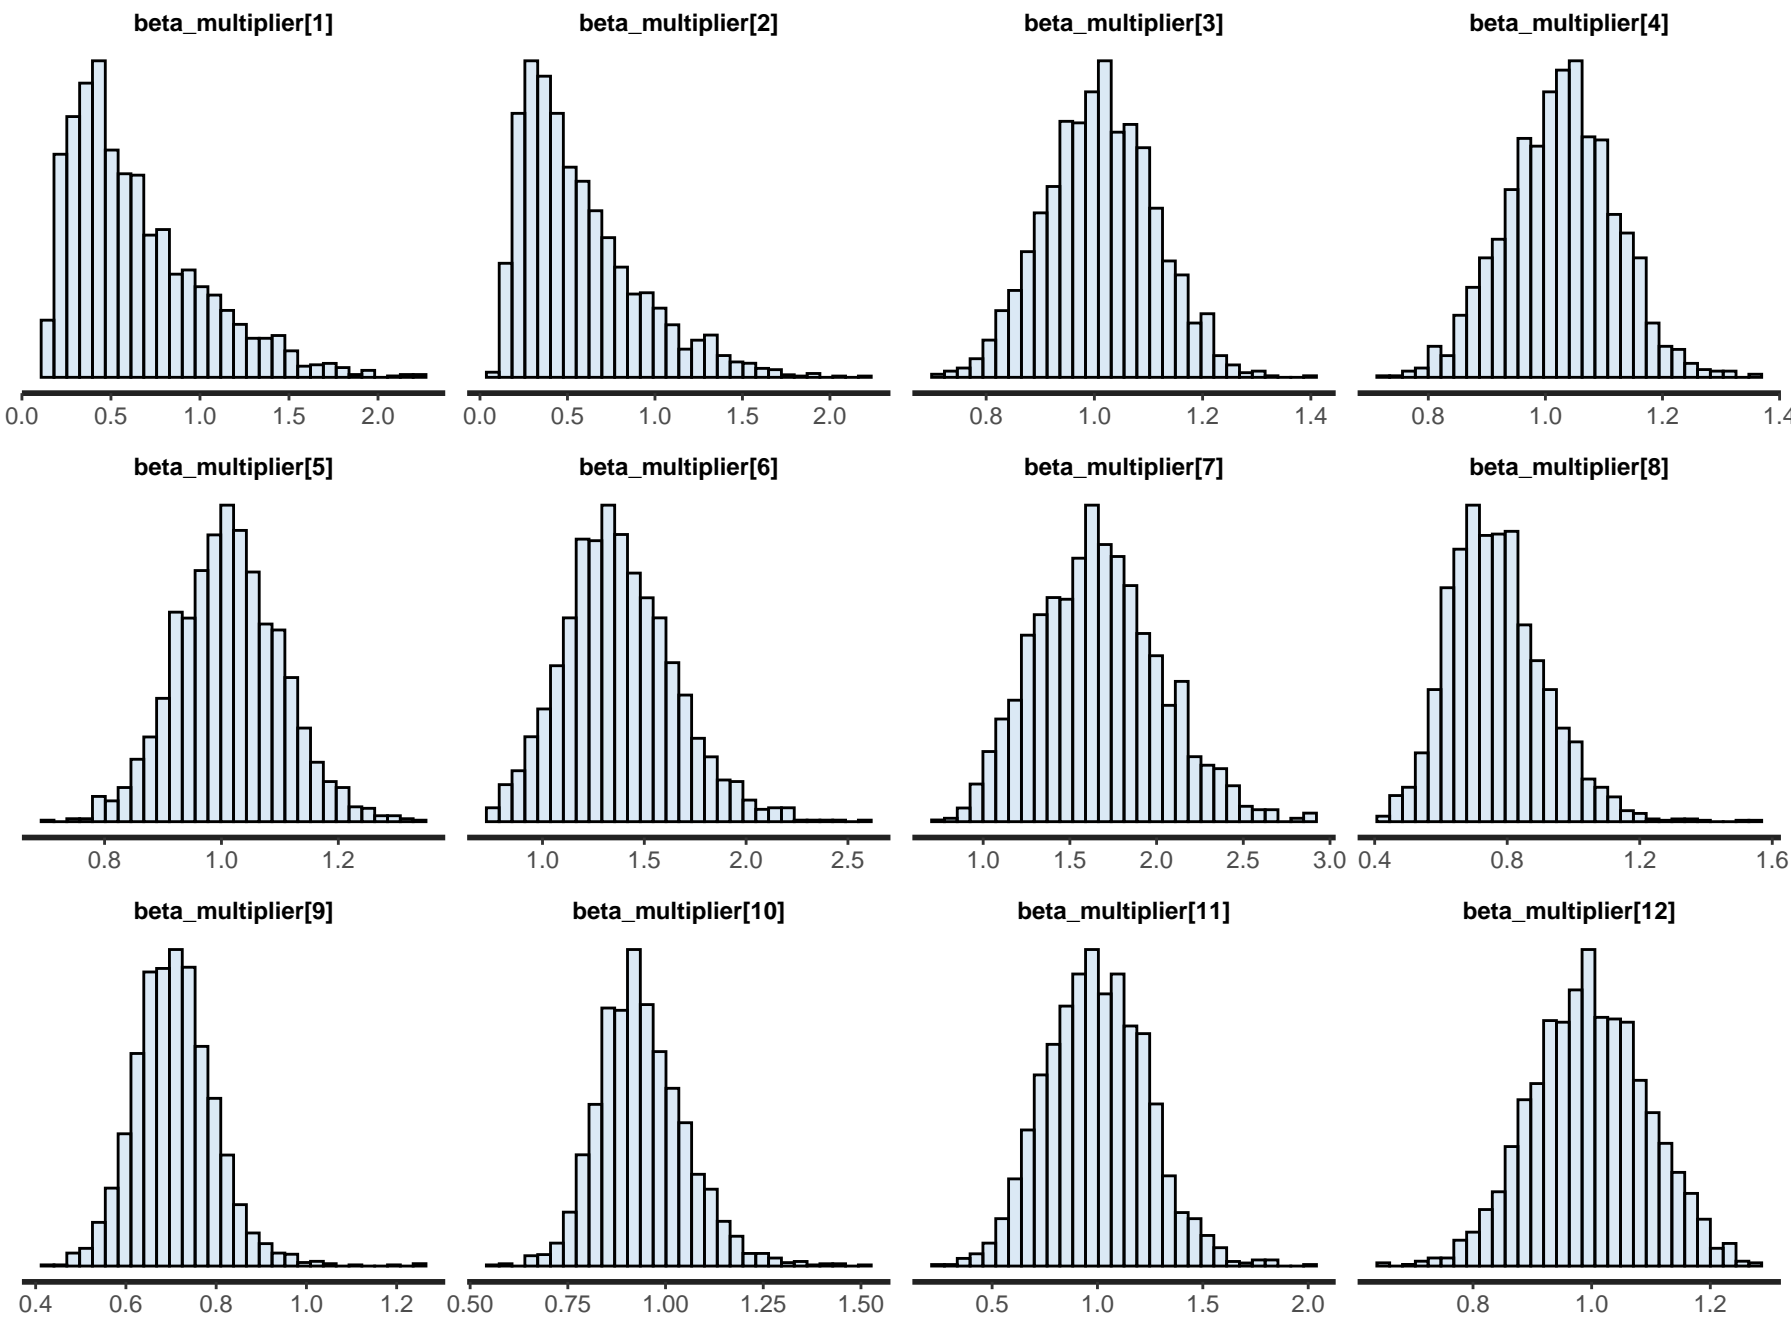 beta_multiplier[1] beta_multiplier[2] beta_multiplier[3] beta_multiplier[4]
0.0 0.5 1.0 1.5 2.0 0.0 0.5 1.0 1.5 2.0 0.8 1.0 1.2 1.4 0.8 1.0 1.2 1.4
beta_multiplier[5] beta_multiplier[6] beta_multiplier[7] beta_multiplier[8]
0.8 1.0 1.2 1.0 1.5 2.0 2.5 1.0 1.5 2.0 2.5 3.0 0.4 0.8 1.2 1.6
beta_multiplier[9] beta_multiplier[10] beta_multiplier[11] beta_multiplier[12]
0.4 0.6 0.8 1.0 1.2 0.50 0.75 1.00 1.25 1.50 0.5 1.0 1.5 2.0 0.8 1.0 1.2